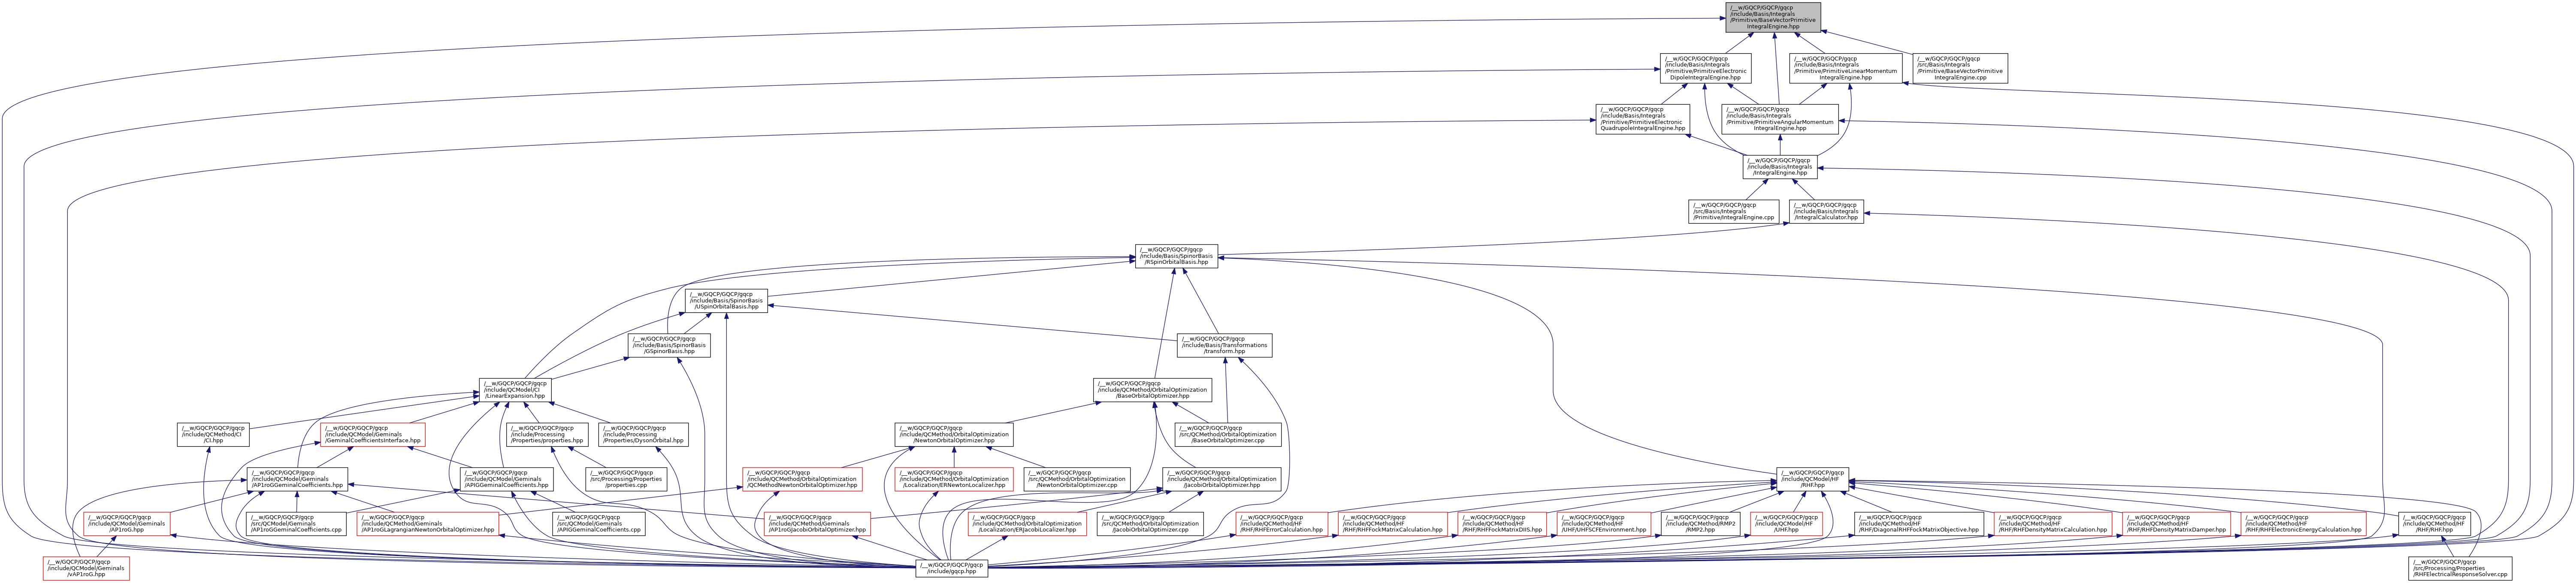 /__w/GQCP/GQCP/gqcp
/include/Basis/Integrals
/Primitive/BaseVectorPrimitive
IntegralEngine.hpp
/__w/GQCP/GQCP/gqcp
/include/Basis/Integrals
/Primitive/PrimitiveElectronic
DipoleIntegralEngine.hpp
/__w/GQCP/GQCP/gqcp
/include/Basis/Integrals
/Primitive/PrimitiveLinearMomentum
IntegralEngine.hpp
/__w/GQCP/GQCP/gqcp
/src/Basis/Integrals
/Primitive/BaseVectorPrimitive
IntegralEngine.cpp
/__w/GQCP/GQCP/gqcp
/include/Basis/Integrals
/Primitive/PrimitiveElectronic
QuadrupoleIntegralEngine.hpp
/__w/GQCP/GQCP/gqcp
/include/Basis/Integrals
/Primitive/PrimitiveAngularMomentum
IntegralEngine.hpp
/__w/GQCP/GQCP/gqcp
/include/Basis/Integrals
/IntegralEngine.hpp
/__w/GQCP/GQCP/gqcp
/src/Basis/Integrals
/Primitive/IntegralEngine.cpp
/__w/GQCP/GQCP/gqcp
/include/Basis/Integrals
/IntegralCalculator.hpp
/__w/GQCP/GQCP/gqcp
/include/Basis/SpinorBasis
/RSpinOrbitalBasis.hpp
/__w/GQCP/GQCP/gqcp
/include/Basis/SpinorBasis
/USpinOrbitalBasis.hpp
/__w/GQCP/GQCP/gqcp
/include/Basis/SpinorBasis
/GSpinorBasis.hpp
/__w/GQCP/GQCP/gqcp
/include/Basis/Transformations
/transform.hpp
/__w/GQCP/GQCP/gqcp
/include/QCModel/CI
/LinearExpansion.hpp
/__w/GQCP/GQCP/gqcp
/include/QCMethod/OrbitalOptimization
/BaseOrbitalOptimizer.hpp
/__w/GQCP/GQCP/gqcp
/include/QCMethod/CI
/CI.hpp
/__w/GQCP/GQCP/gqcp
/include/QCModel/Geminals
/GeminalCoefficientsInterface.hpp
/__w/GQCP/GQCP/gqcp
/include/Processing
/Properties/properties.hpp
/__w/GQCP/GQCP/gqcp
/include/Processing
/Properties/DysonOrbital.hpp
/__w/GQCP/GQCP/gqcp
/include/QCMethod/OrbitalOptimization
/NewtonOrbitalOptimizer.hpp
/__w/GQCP/GQCP/gqcp
/src/QCMethod/OrbitalOptimization
/BaseOrbitalOptimizer.cpp
/__w/GQCP/GQCP/gqcp
/include/QCModel/Geminals
/AP1roGGeminalCoefficients.hpp
/__w/GQCP/GQCP/gqcp
/include/QCModel/Geminals
/APIGGeminalCoefficients.hpp
/__w/GQCP/GQCP/gqcp
/src/Processing/Properties
/properties.cpp
/__w/GQCP/GQCP/gqcp
/include/QCMethod/OrbitalOptimization
/QCMethodNewtonOrbitalOptimizer.hpp
/__w/GQCP/GQCP/gqcp
/include/QCMethod/OrbitalOptimization
/Localization/ERNewtonLocalizer.hpp
/__w/GQCP/GQCP/gqcp
/src/QCMethod/OrbitalOptimization
/NewtonOrbitalOptimizer.cpp
/__w/GQCP/GQCP/gqcp
/include/QCMethod/OrbitalOptimization
/JacobiOrbitalOptimizer.hpp
/__w/GQCP/GQCP/gqcp
/include/QCModel/HF
/RHF.hpp
/__w/GQCP/GQCP/gqcp
/include/QCModel/Geminals
/AP1roG.hpp
/__w/GQCP/GQCP/gqcp
/src/QCModel/Geminals
/AP1roGGeminalCoefficients.cpp
/__w/GQCP/GQCP/gqcp
/include/QCMethod/Geminals
/AP1roGLagrangianNewtonOrbitalOptimizer.hpp
/__w/GQCP/GQCP/gqcp
/src/QCModel/Geminals
/APIGGeminalCoefficients.cpp
/__w/GQCP/GQCP/gqcp
/include/QCMethod/Geminals
/AP1roGJacobiOrbitalOptimizer.hpp
/__w/GQCP/GQCP/gqcp
/include/QCMethod/OrbitalOptimization
/Localization/ERJacobiLocalizer.hpp
/__w/GQCP/GQCP/gqcp
/src/QCMethod/OrbitalOptimization
/JacobiOrbitalOptimizer.cpp
/__w/GQCP/GQCP/gqcp
/include/QCMethod/HF
/RHF/RHFErrorCalculation.hpp
/__w/GQCP/GQCP/gqcp
/include/QCMethod/HF
/RHF/RHFFockMatrixCalculation.hpp
/__w/GQCP/GQCP/gqcp
/include/QCMethod/HF
/RHF/RHFFockMatrixDIIS.hpp
/__w/GQCP/GQCP/gqcp
/include/QCMethod/HF
/UHF/UHFSCFEnvironment.hpp
/__w/GQCP/GQCP/gqcp
/include/QCMethod/RMP2
/RMP2.hpp
/__w/GQCP/GQCP/gqcp
/include/QCModel/HF
/UHF.hpp
/__w/GQCP/GQCP/gqcp
/include/QCMethod/HF
/RHF/DiagonalRHFFockMatrixObjective.hpp
/__w/GQCP/GQCP/gqcp
/include/QCMethod/HF
/RHF/RHFDensityMatrixCalculation.hpp
/__w/GQCP/GQCP/gqcp
/include/QCMethod/HF
/RHF/RHFDensityMatrixDamper.hpp
/__w/GQCP/GQCP/gqcp
/include/QCMethod/HF
/RHF/RHFElectronicEnergyCalculation.hpp
/__w/GQCP/GQCP/gqcp
/include/QCMethod/HF
/RHF/RHF.hpp
/__w/GQCP/GQCP/gqcp
/include/QCModel/Geminals
/vAP1roG.hpp
/__w/GQCP/GQCP/gqcp
/include/gqcp.hpp
/__w/GQCP/GQCP/gqcp
/src/Processing/Properties
/RHFElectricalResponseSolver.cpp